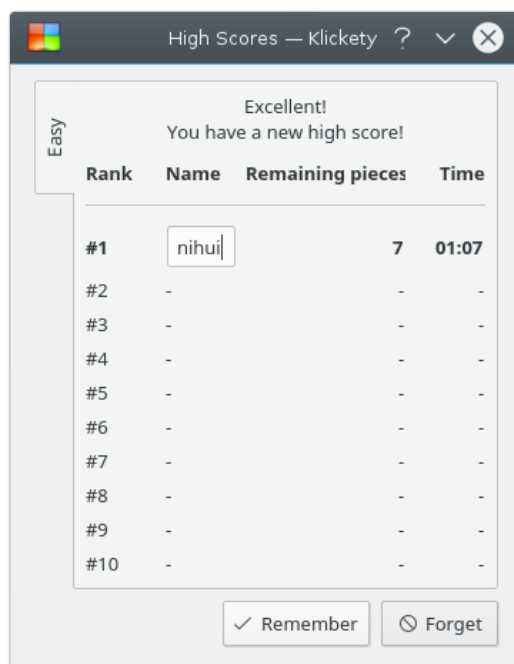 High Scores — Klickety ?
Easy
Excellent!
You have a new high score!
Rank Name Remaining pieces Time
#1 nihui 7 01:07
#2 - - -
#3 - - -
#4 - - -
#5 - - -
#6 - - -
#7 - - -
#8 - - -
#9 - - -
#10 - - -
Remember Forget